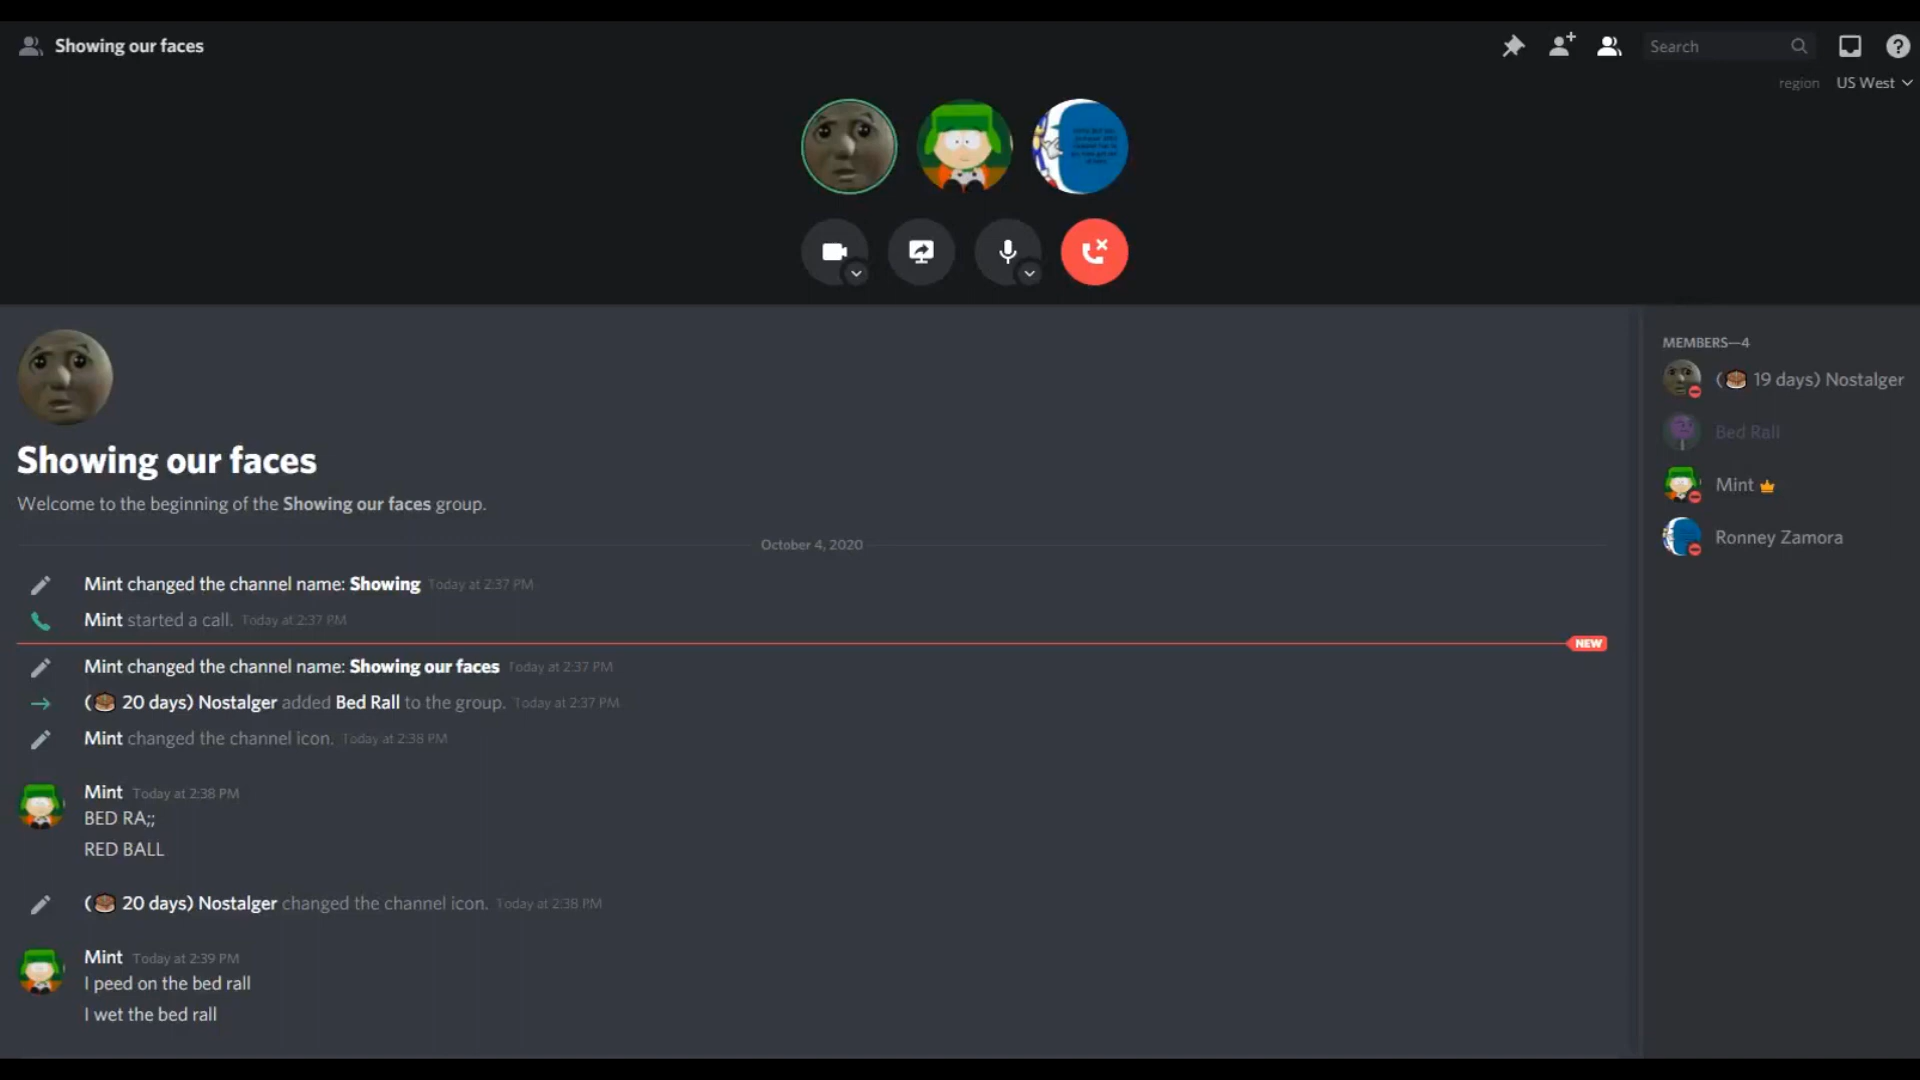 Showing our faces
Search
region US West
Showing our faces
Welcome to the beginning of the Showing our faces group.
October 4, 2020
Mint changed the channel name: Showing Today at 2:37 PM
Mint started a call. Today at 2:37 PM
NEW
Mint changed the channel name: Showing our faces Today at 2:37 PM
(🎂 20 days) Nostalger added Bed Rall to the group. Today at 2:37 PM
Mint changed the channel icon. Today at 2:38 PM
Mint Today at 2:38 PM
BED RA;;
RED BALL
(🎂 20 days) Nostalger changed the channel icon. Today at 2:38 PM
Mint Today at 2:39 PM
I peed on the bed rall
I wet the bed rall
MEMBERS—4
(🎂 19 days) Nostalger
Bed Rall
Mint
Ronney Zamora